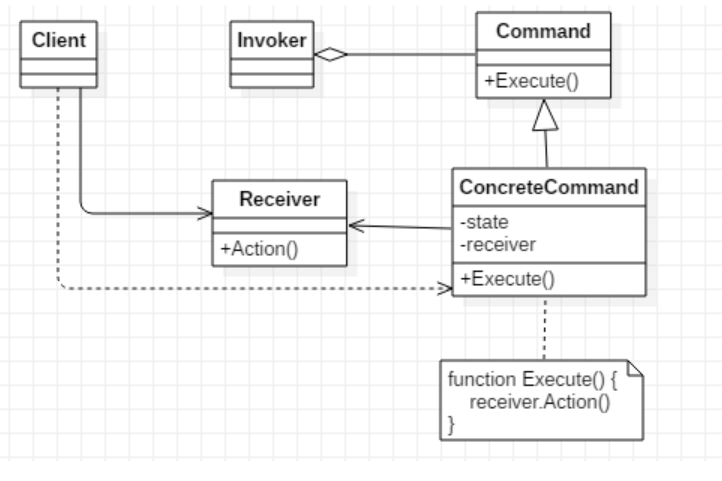 Client
Invoker
Command
+Execute()
Receiver
+Action()
ConcreteCommand
-state
-receiver
+Execute()
function Execute() {
receiver.Action()
}